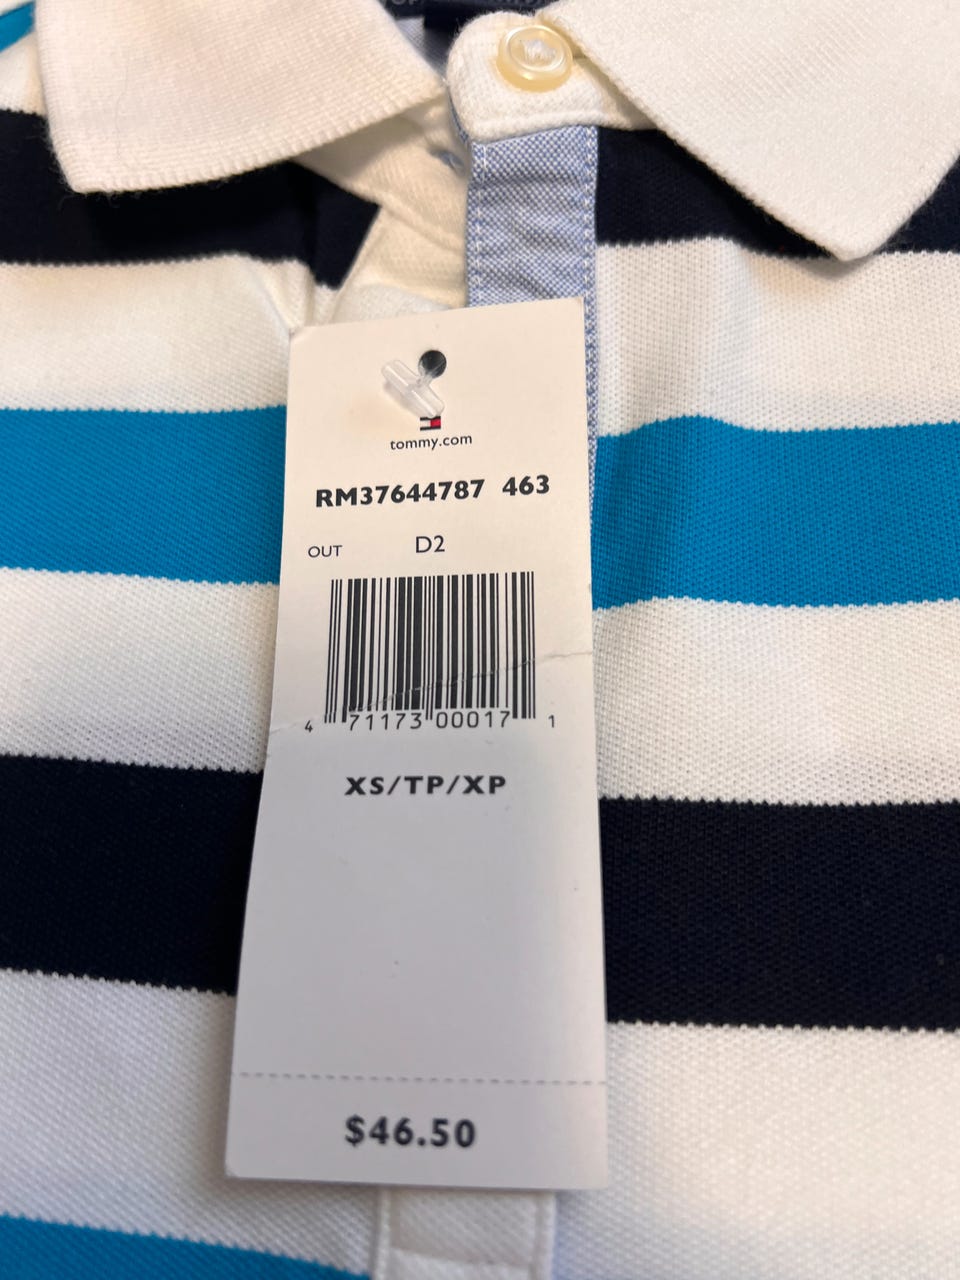 tommy.com
RM37644787 463
OUT D2
4 71173 00017 1
XS/TP/XP
$46.50